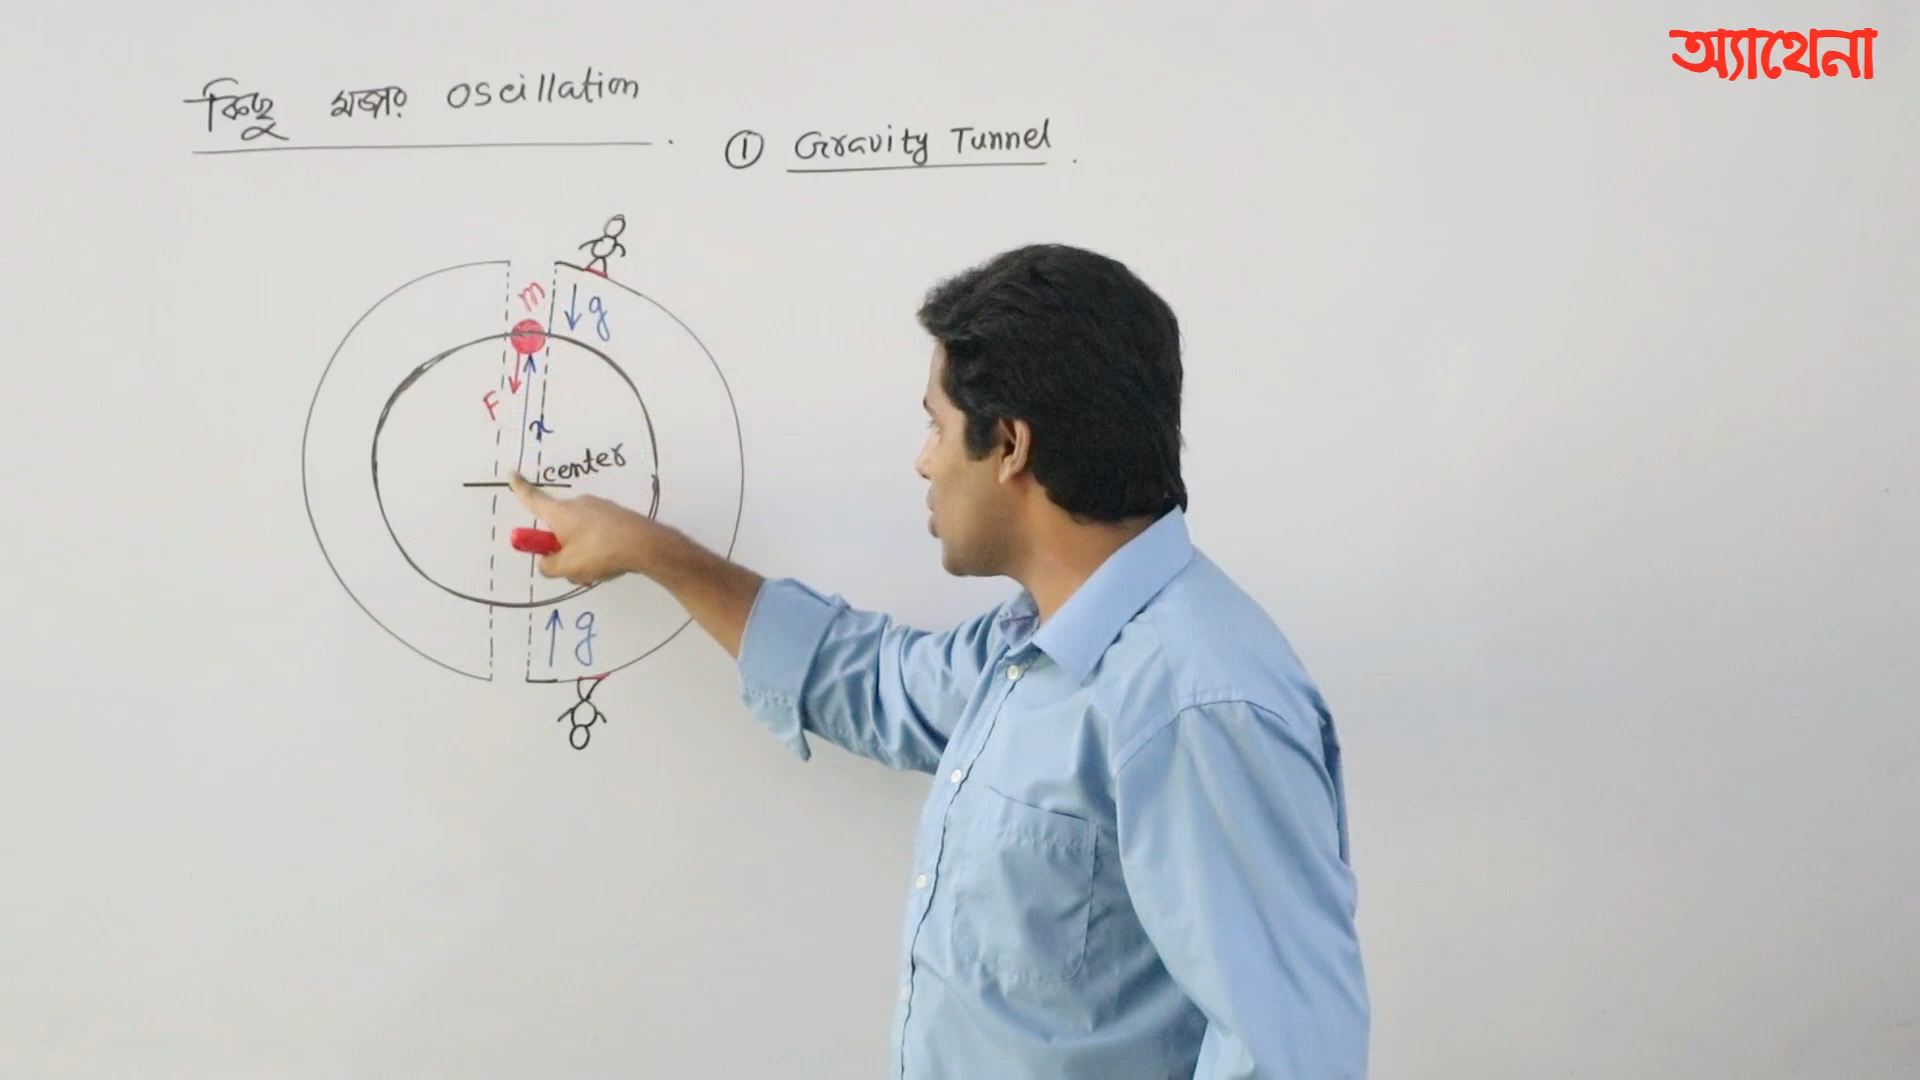 অ্যাথেনা
কিছু মজার Oscillation
① Gravity Tunnel
m
g
F
x
center
g